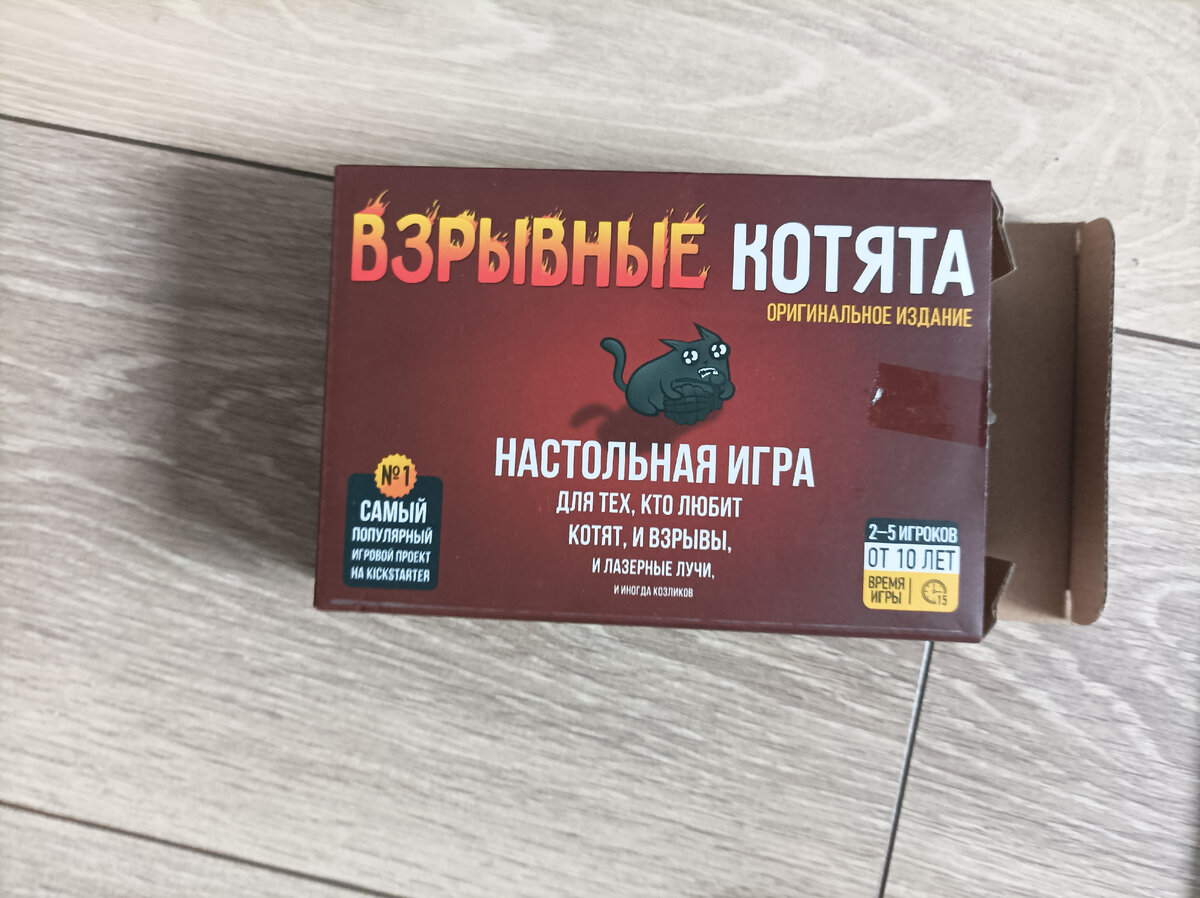 ВЗРЫВНЫЕ КОТЯТА
ОРИГИНАЛЬНОЕ ИЗДАНИЕ
НАСТОЛЬНАЯ ИГРА
ДЛЯ ТЕХ, КТО ЛЮБИТ
КОТЯТ, И ВЗРЫВЫ,
И ЛАЗЕРНЫЕ ЛУЧИ,
И ИНОГДА КОЗЛИКОВ
№1
САМЫЙ
ПОПУЛЯРНЫЙ
ИГРОВОЙ ПРОЕКТ
НА KICKSTARTER
2–5 ИГРОКОВ
ОТ 10 ЛЕТ
ВРЕМЯ
ИГРЫ
15